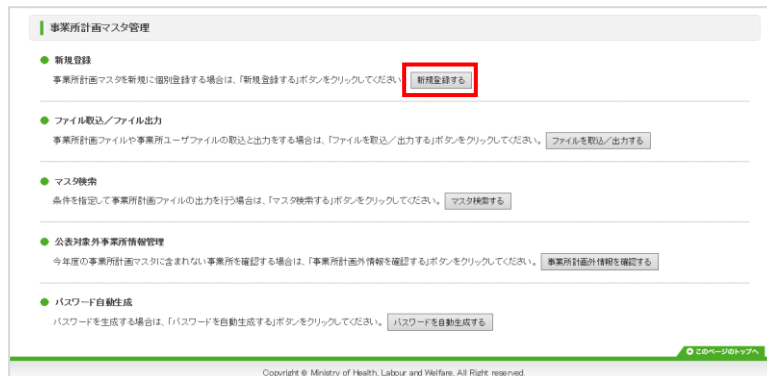 事業所計画マスタ管理
新規登録
事業所計画マスタを新規に個別登録する場合は、「新規登録する」ボタンをクリックしてください。 新規登録する
ファイル取込／ファイル出力
事業所計画ファイルや事業所ユーザファイルの取込と出力をする場合は、「ファイルを取込／出力する」ボタンをクリックしてください。 ファイルを取込／出力する
マスタ検索
条件を指定して事業所計画ファイルの出力を行う場合は、「マスタ検索する」ボタンをクリックしてください。 マスタ検索する
公表対象外事業所情報管理
今年度の事業所計画マスタに含まれない事業所を確認する場合は、「事業所計画外情報を確認する」ボタンをクリックしてください。 事業所計画外情報を確認する
パスワード自動生成
パスワードを生成する場合は、「パスワードを自動生成する」ボタンをクリックしてください。 パスワードを自動生成する
このページのトップへ
Copyright © Ministry of Health, Labour and Welfare, All Right reserved.